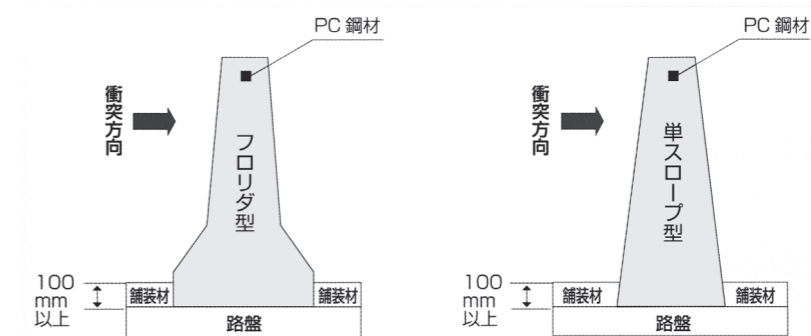 PC 鋼材
衝突方向
フロリダ型
100
mm
以上
舗装材
舗装材
路盤
PC 鋼材
衝突方向
単スロープ型
100
mm
以上
舗装材
舗装材
路盤